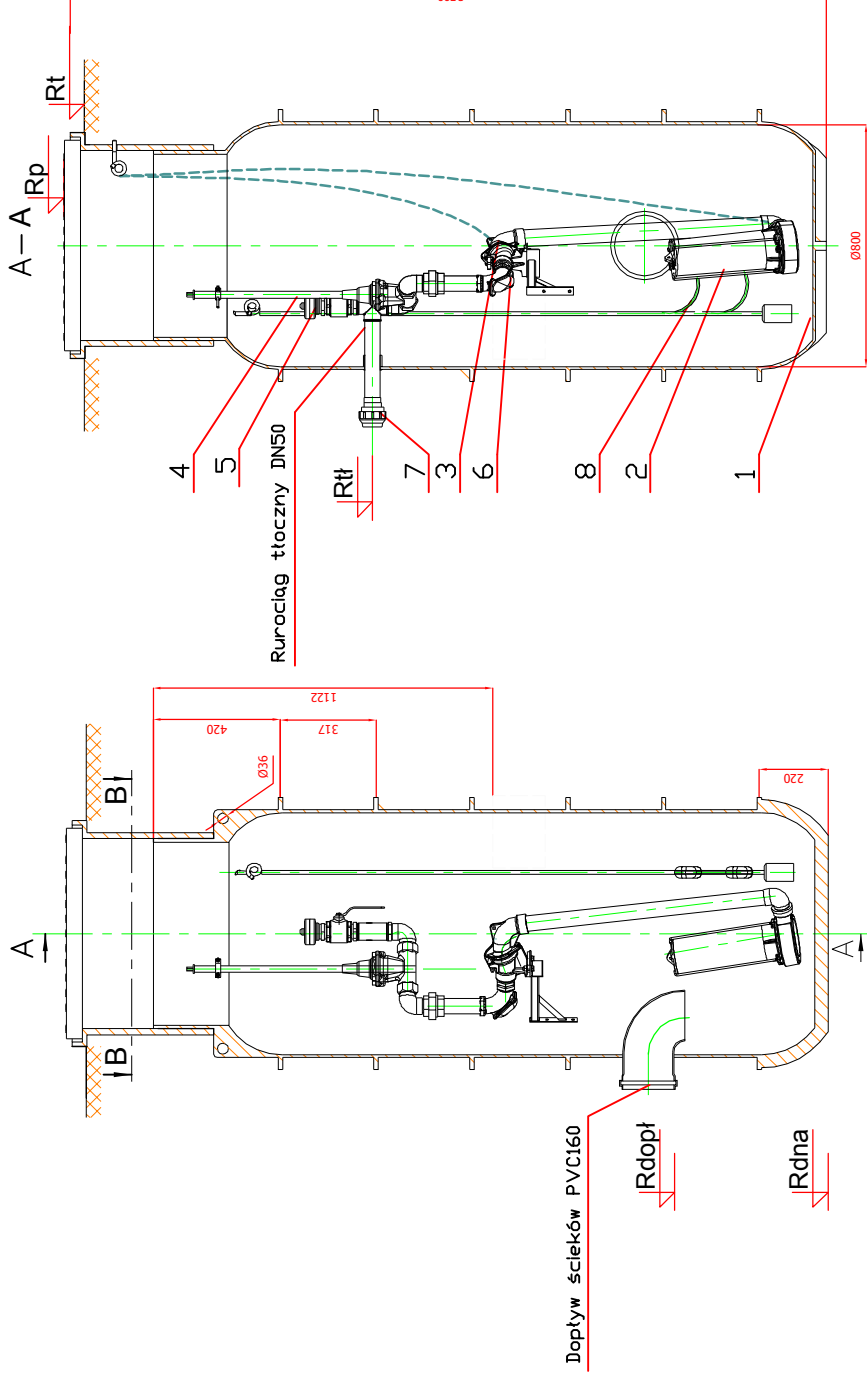 A—A
Rp
Rt
4
5
Rtł
7
3
6
8
2
1
Rurociąg tłoczny DN50
Ø800
A
B
B
1122
420
317
Ø36
220
A
Dopływ ścieków PVC160
Rdopł
Rdna